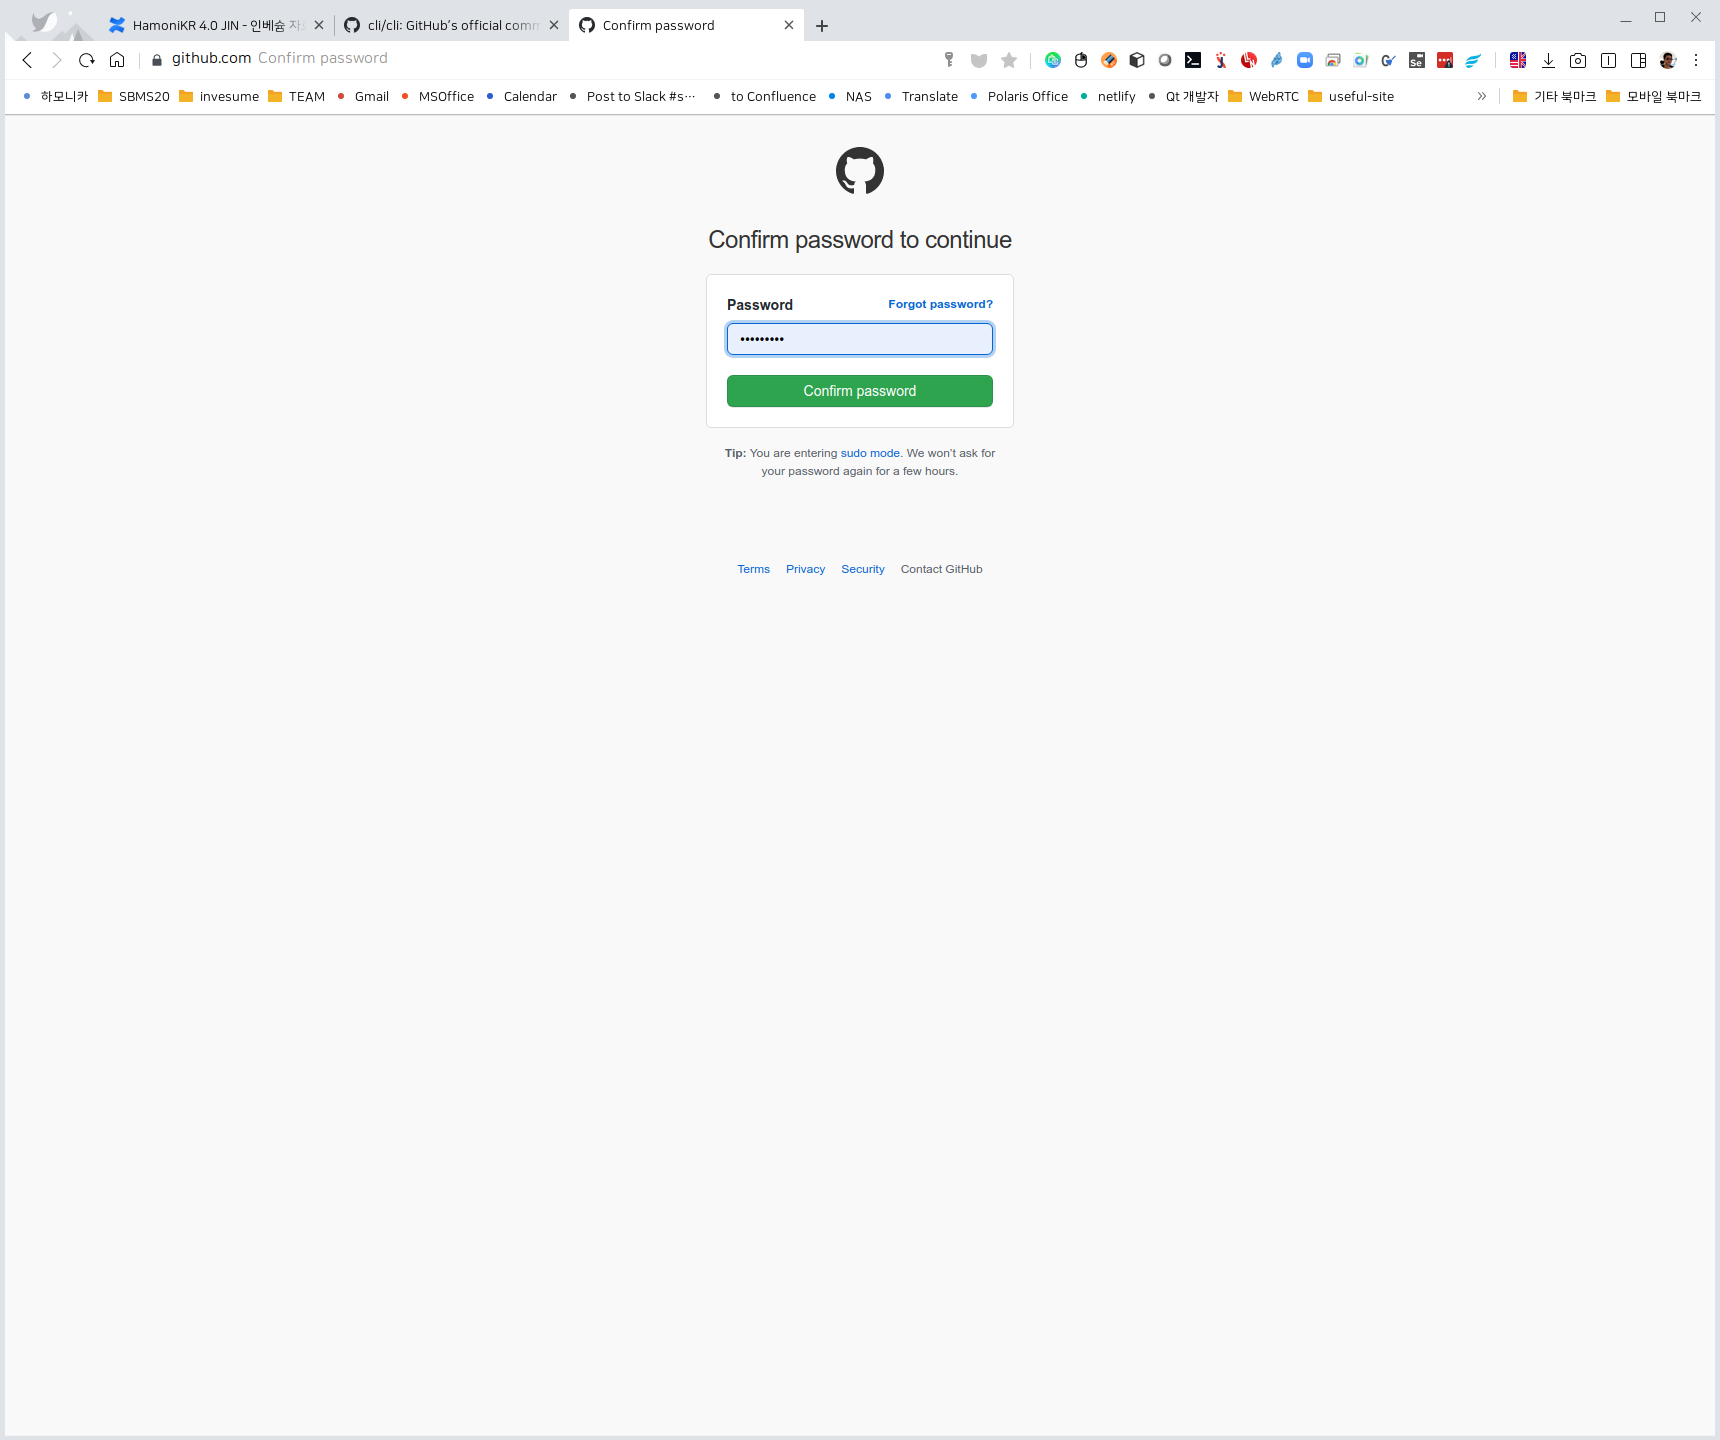 HamoniKR 4.0 JIN - 인베슘 자
cli/cli: GitHub's official comm
Confirm password
github.com Confirm password
하모니카 SBMS20 invesume TEAM Gmail MSOffice Calendar Post to Slack #s··· to Confluence NAS Translate Polaris Office netlify Qt 개발자 WebRTC useful-site » 기타 북마크 모바일 북마크
Confirm password to continue
Password Forgot password?
•••••••••
Confirm password
Tip: You are entering sudo mode. We won't ask for
your password again for a few hours.
Terms Privacy Security Contact GitHub